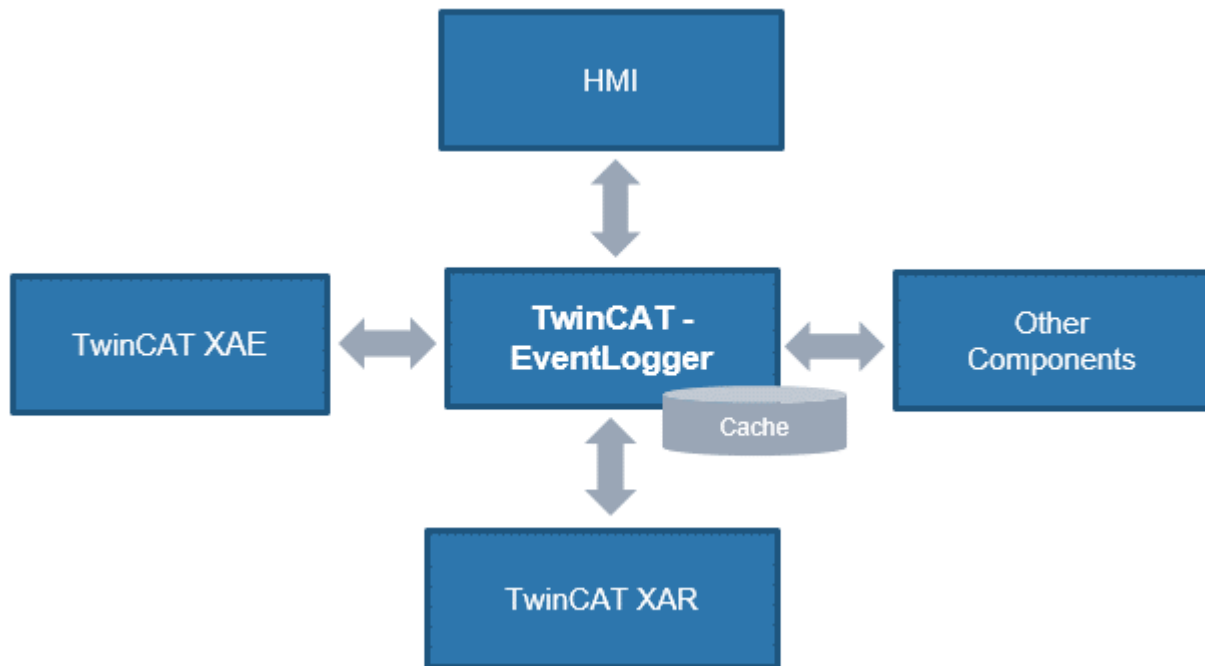 HMI
TwinCAT XAE
TwinCAT -
EventLogger
Cache
Other
Components
TwinCAT XAR